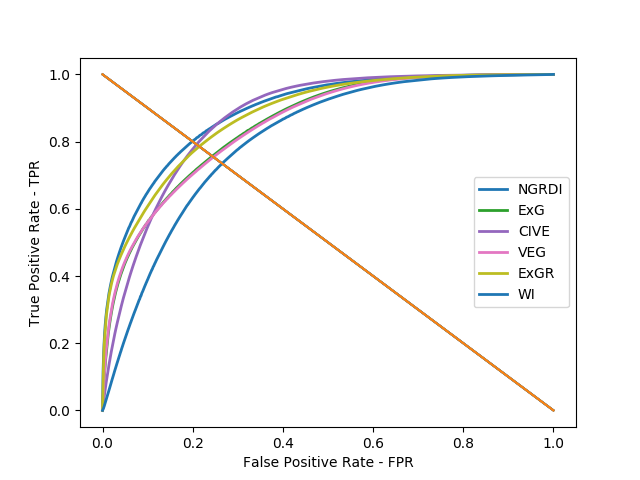 1.0
0.8
0.6
0.4
0.2
0.0
True Positive Rate - TPR
NGRDI
ExG
CIVE
VEG
ExGR
WI
0.0 0.2 0.4 0.6 0.8 1.0
False Positive Rate - FPR